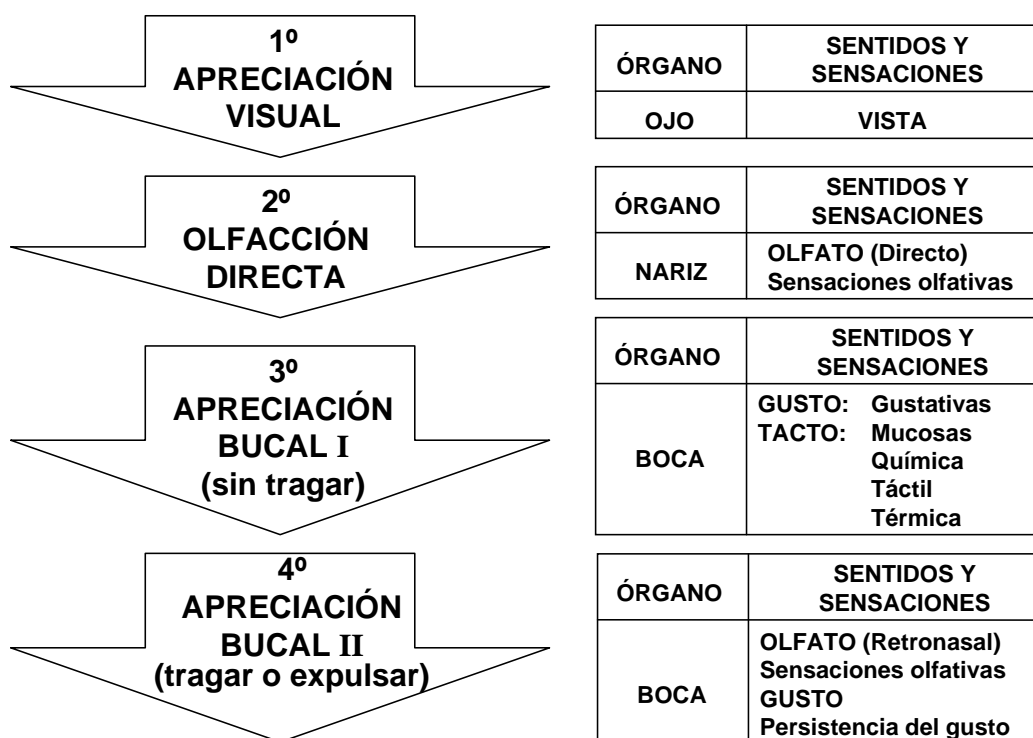 1º
APRECIACIÓN
VISUAL
ÓRGANO
SENTIDOS Y
SENSACIONES
OJO
VISTA
2º
OLFACCIÓN
DIRECTA
ÓRGANO
SENTIDOS Y
SENSACIONES
NARIZ
OLFATO (Directo)
Sensaciones olfativas
3º
APRECIACIÓN
BUCAL I
(sin tragar)
ÓRGANO
SENTIDOS Y
SENSACIONES
BOCA
GUSTO: Gustativas
TACTO: Mucosas
Química
Táctil
Térmica
4º
APRECIACIÓN
BUCAL II
(tragar o expulsar)
ÓRGANO
SENTIDOS Y
SENSACIONES
BOCA
OLFATO (Retronasal)
Sensaciones olfativas
GUSTO
Persistencia del gusto